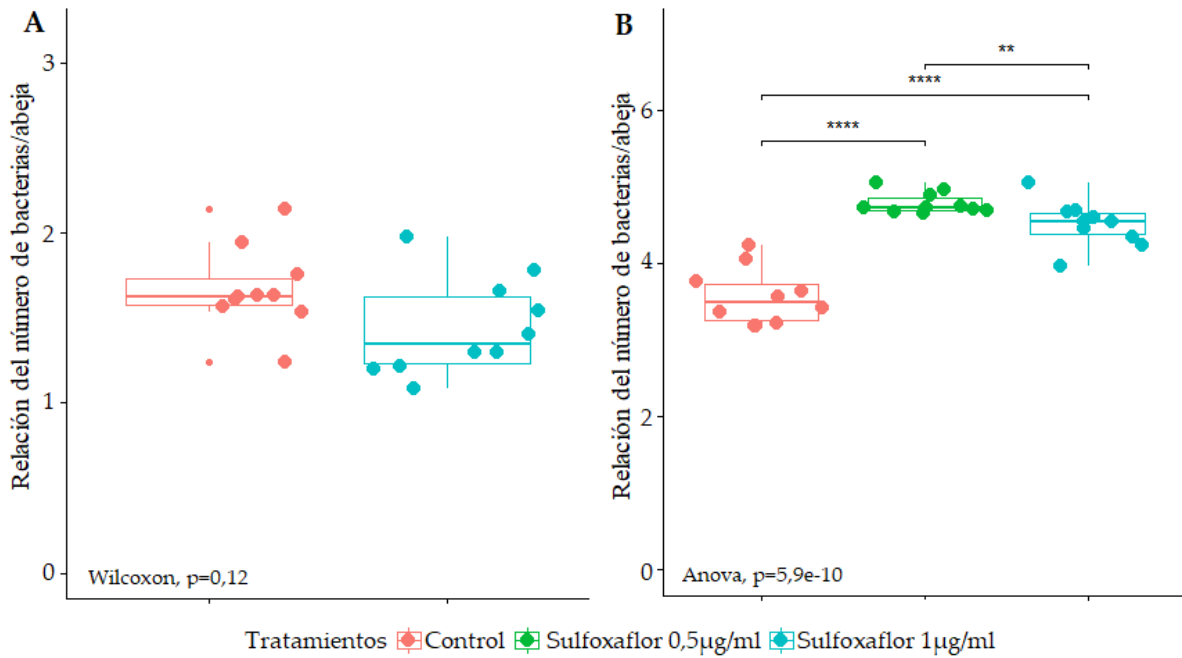 A
Relación del número de bacterias/abeja
3
2
1
0
Wilcoxon, p=0,12
B
Relación del número de bacterias/abeja
6
4
2
0
**
****
****
Anova, p=5,9e-10
Tratamientos Control Sulfoxaflor 0,5µg/ml Sulfoxaflor 1µg/ml